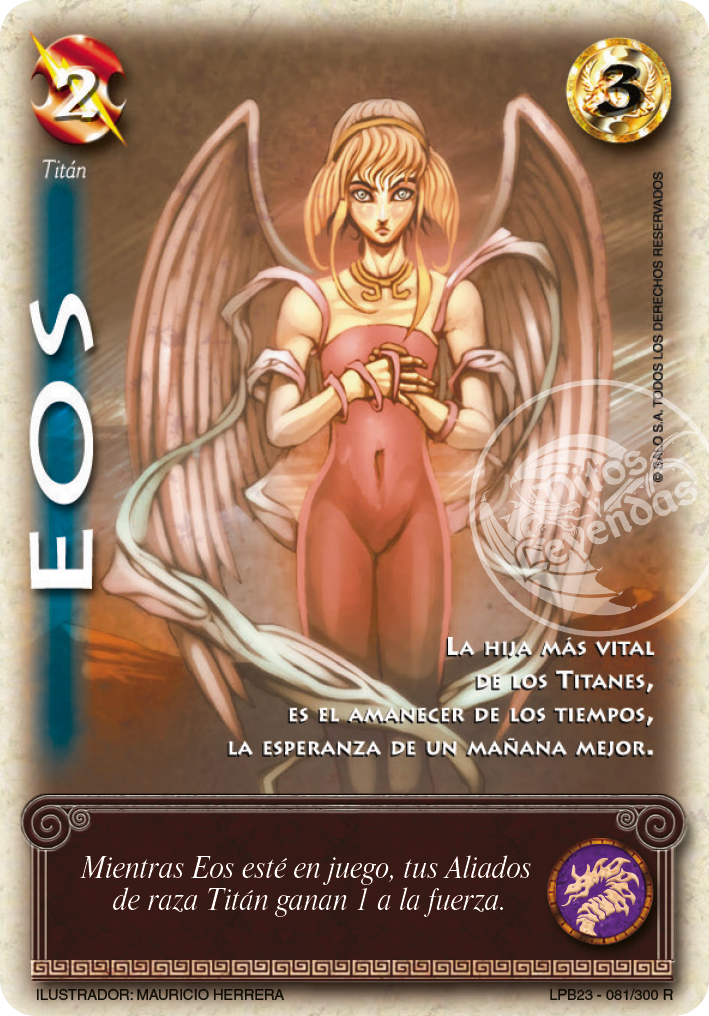 2
3
Titán
EOS
© SALO S.A. TODOS LOS DERECHOS RESERVADOS
Mitos y Leyendas
La hija más vital
de los Titanes,
es el amanecer de los tiempos,
la esperanza de un mañana mejor.
Mientras Eos esté en juego, tus Aliados
de raza Titán ganan 1 a la fuerza.
ILUSTRADOR: MAURICIO HERRERA
LPB23 - 081/300 R